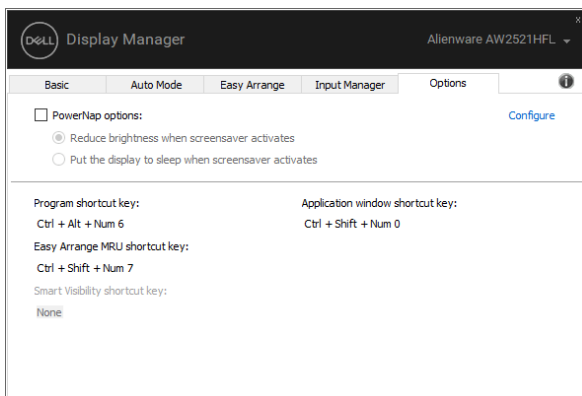 x
DELL Display Manager Alienware AW2521HFL
Basic Auto Mode Easy Arrange Input Manager Options i
PowerNap options: Configure
Reduce brightness when screensaver activates
Put the display to sleep when screensaver activates
Program shortcut key: Application window shortcut key:
Ctrl + Alt + Num 6 Ctrl + Shift + Num 0
Easy Arrange MRU shortcut key:
Ctrl + Shift + Num 7
Smart Visibility shortcut key:
None